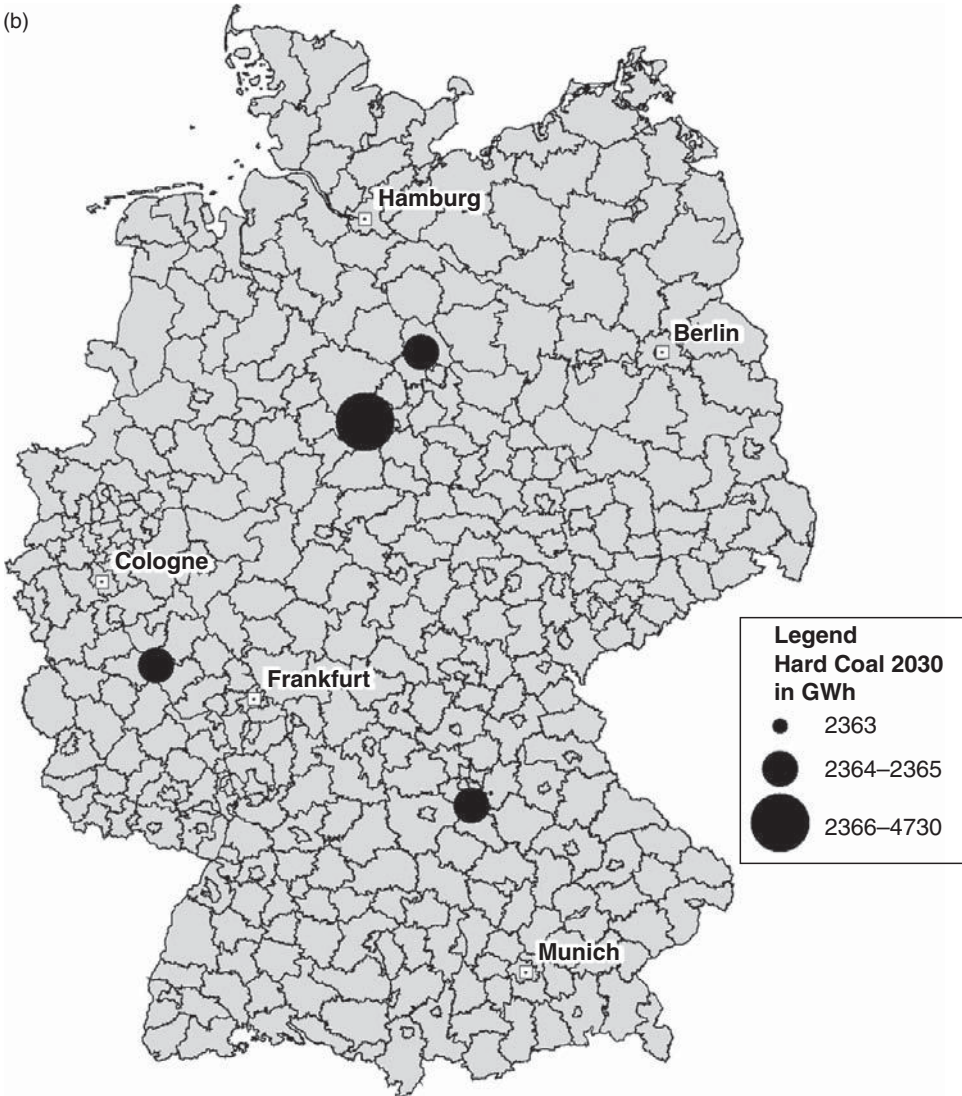 (b)
Hamburg
Berlin
Cologne
Frankfurt
Munich
Legend
Hard Coal 2030
in GWh
2363
2364–2365
2366–4730